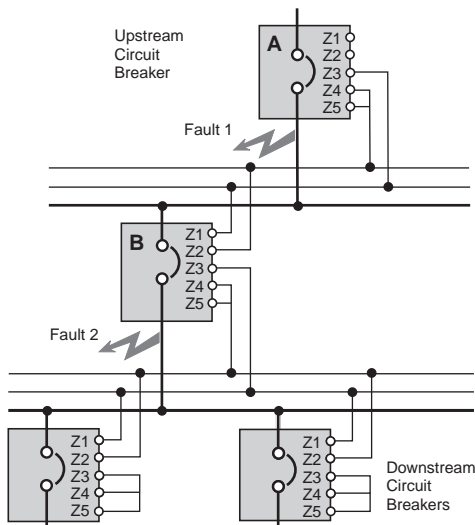 Upstream
Circuit
Breaker
A
Z1
Z2
Z3
Z4
Z5
Fault 1
B
Z1
Z2
Z3
Z4
Z5
Fault 2
Z1
Z2
Z3
Z4
Z5
Z1
Z2
Z3
Z4
Z5
Downstream
Circuit
Breakers